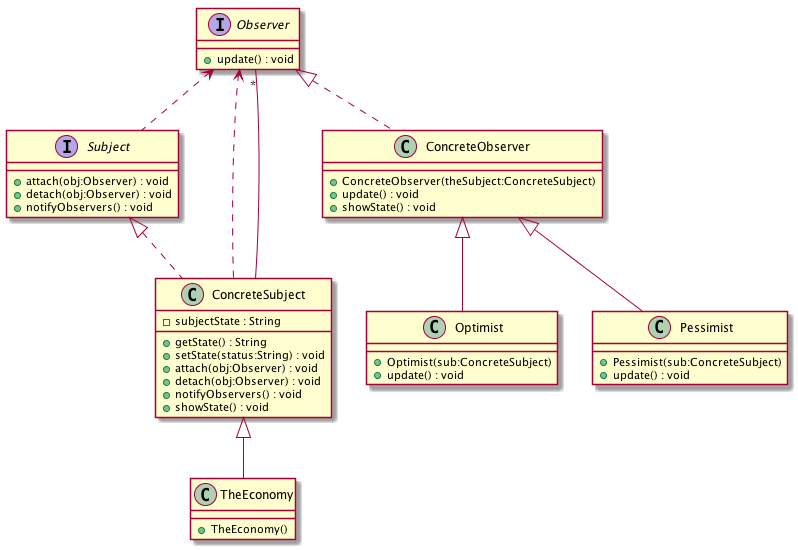 I Observer
update() : void
*
I Subject
attach(obj:Observer) : void
detach(obj:Observer) : void
notifyObservers() : void
C ConcreteObserver
ConcreteObserver(theSubject:ConcreteSubject)
update() : void
showState() : void
C ConcreteSubject
subjectState : String
getState() : String
setState(status:String) : void
attach(obj:Observer) : void
detach(obj:Observer) : void
notifyObservers() : void
showState() : void
C Optimist
Optimist(sub:ConcreteSubject)
update() : void
C Pessimist
Pessimist(sub:ConcreteSubject)
update() : void
C TheEconomy
TheEconomy()